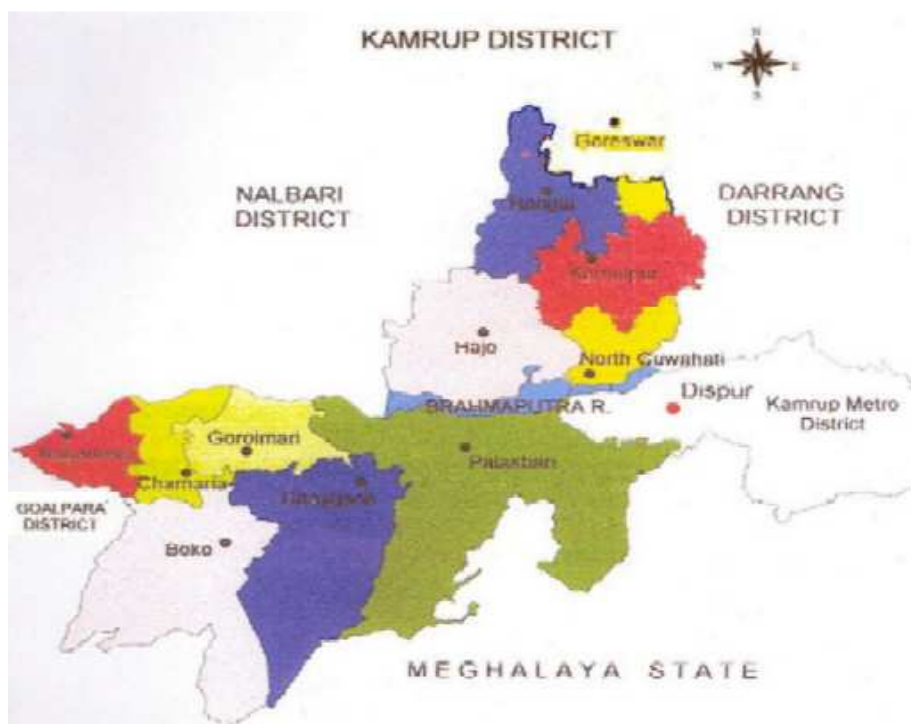 KAMRUP DISTRICT
N
W
E
S
Goreswar
NALBARI
DISTRICT
DARRANG
DISTRICT
Rangia
Kamalpur
Hajo
North Guwahati
BRAHMAPUTRA R.
Dispur
Kamrup Metro
District
Goroimari
Palasbari
Chamaria
GOALPARA
DISTRICT
Boko
MEGHALAYA STATE